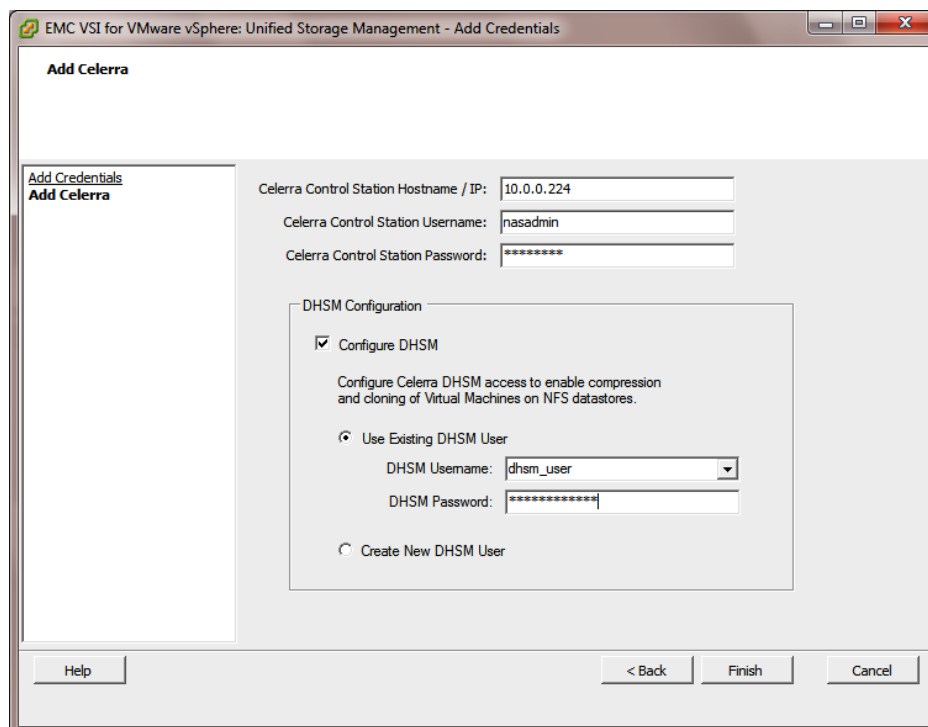 EMC VSI for VMware vSphere: Unified Storage Management - Add Credentials
Add Celerra
Add Credentials
Add Celerra
Celerra Control Station Hostname / IP: 10.0.0.224
Celerra Control Station Username: nasadmin
Celerra Control Station Password: ********
DHSM Configuration
Configure DHSM
Configure Celerra DHSM access to enable compression
and cloning of Virtual Machines on NFS datastores.
Use Existing DHSM User
DHSM Username: dhsm_user
DHSM Password: ************
Create New DHSM User
Help < Back Finish Cancel